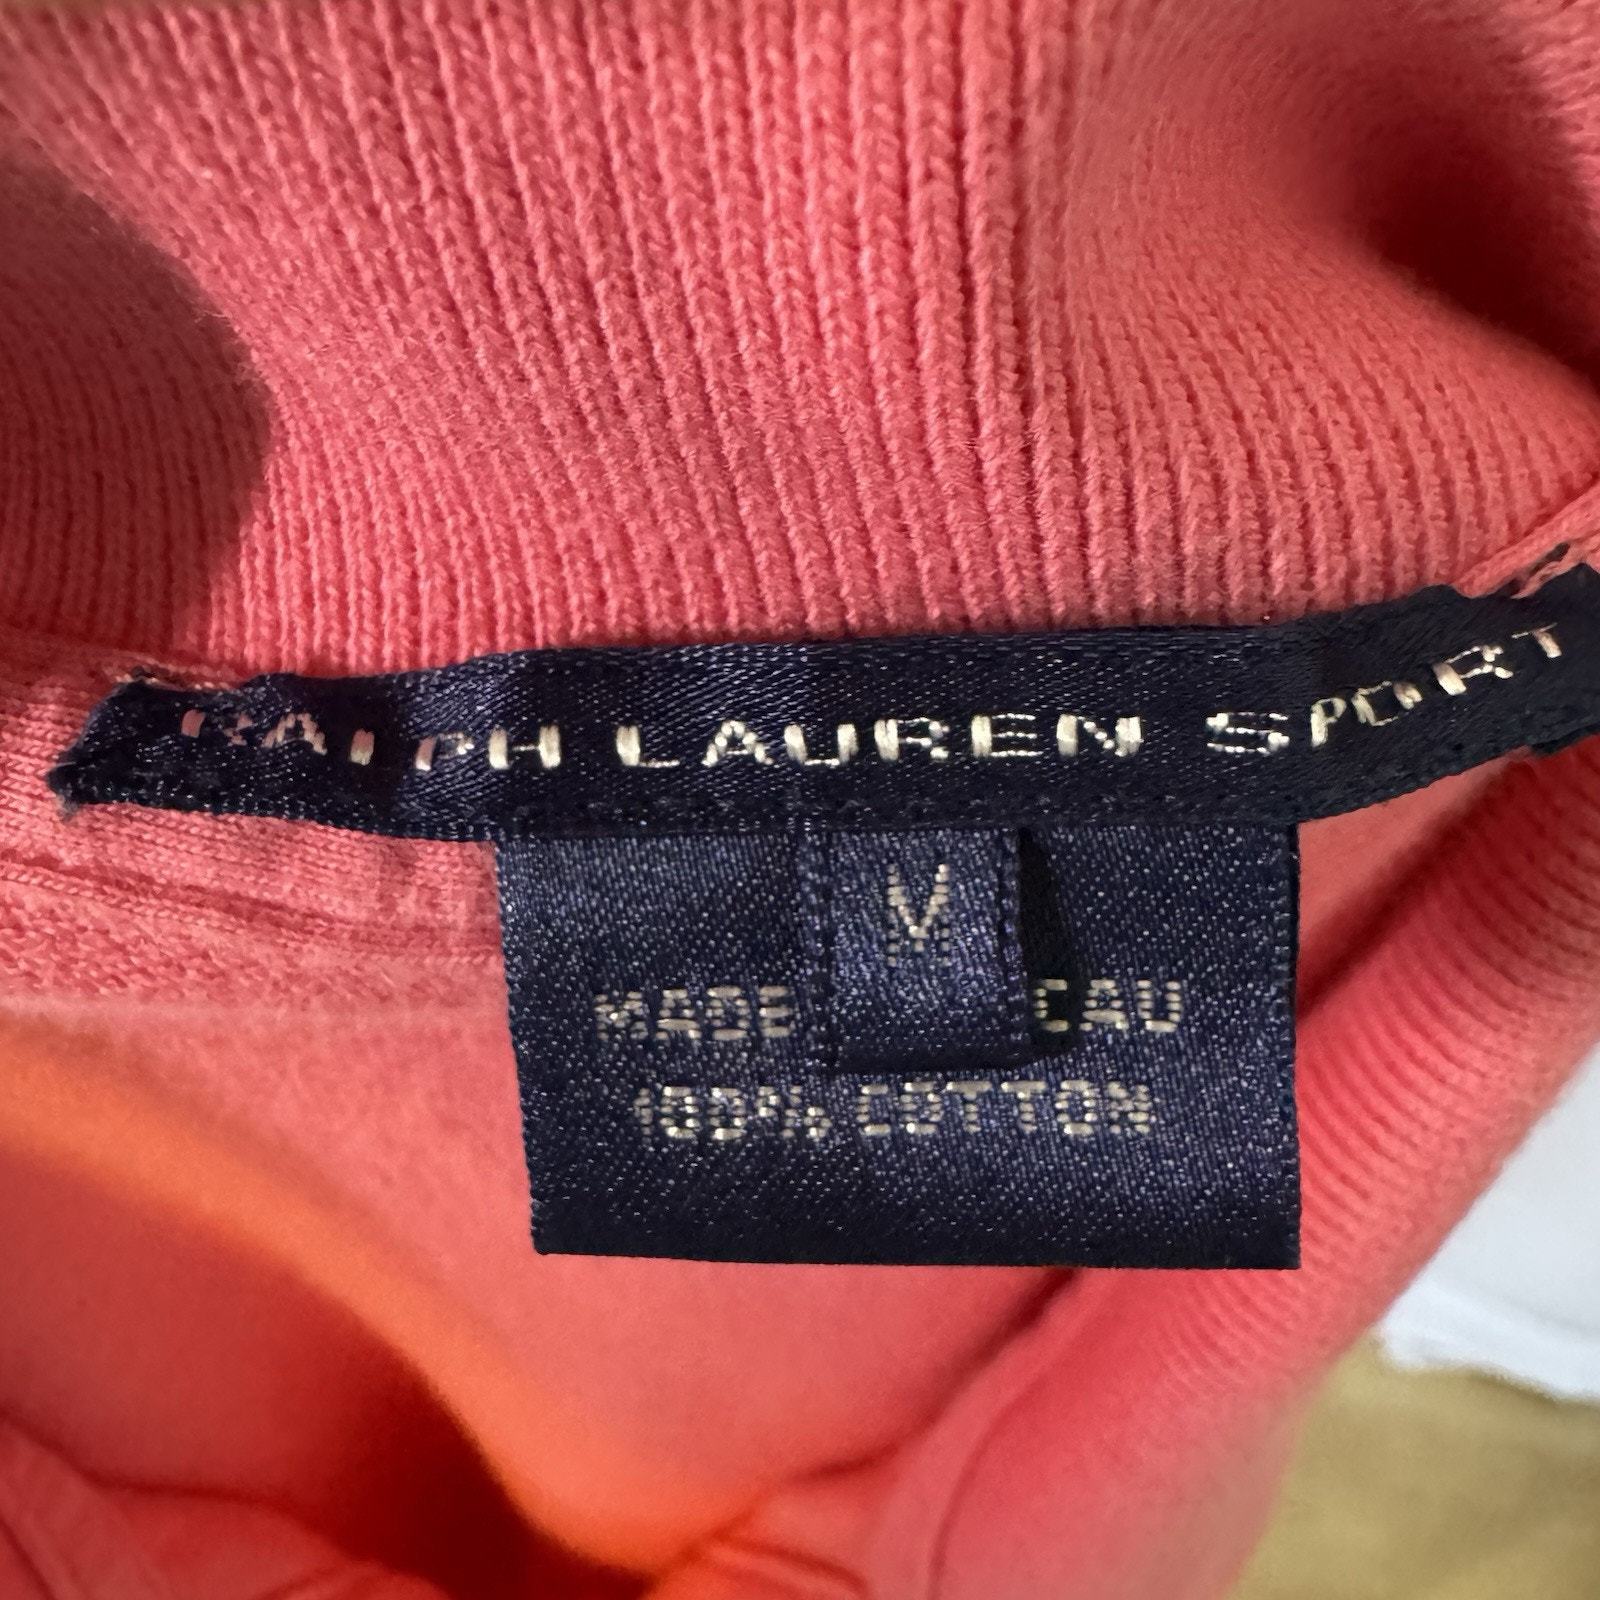 RALPH LAUREN SPORT
M
MADE CAU
100% COTTON